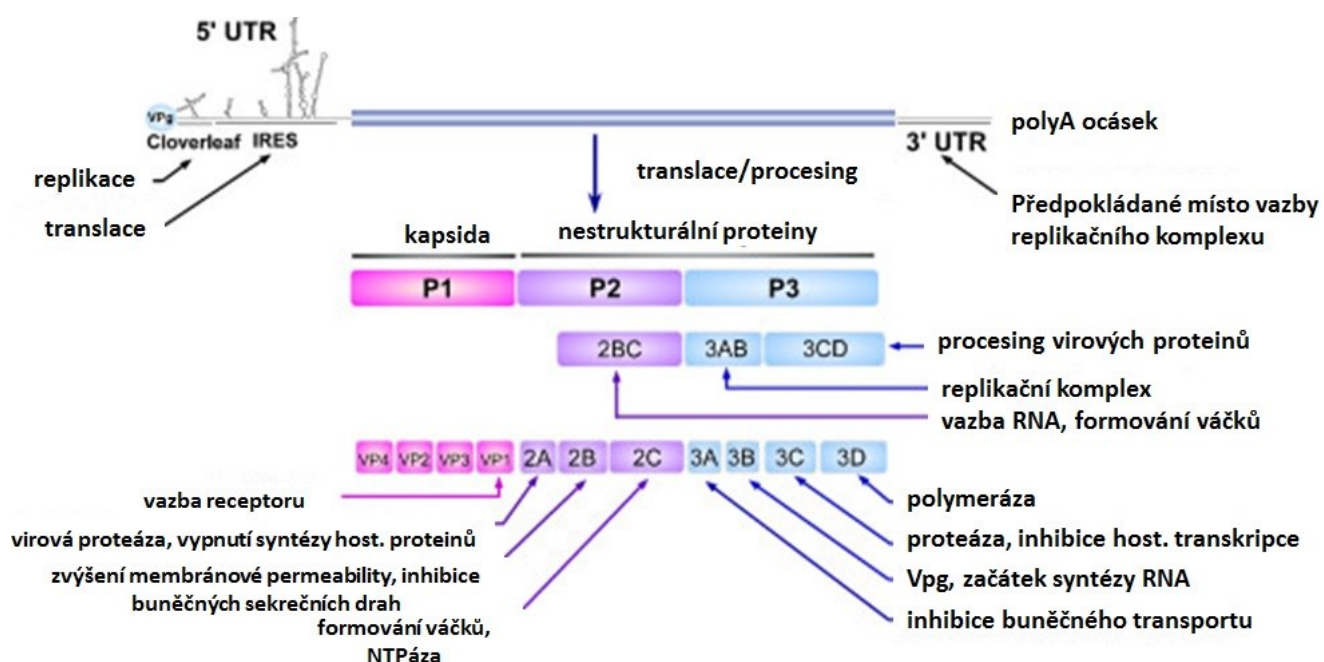 5' UTR
VPg
Cloverleaf IRES
3' UTR
polyA ocásek
replikace
translace
translace/procesing
Předpokládané místo vazby
replikačního komplexu
kapsida
nestrukturální proteiny
P1 P2 P3
2BC 3AB 3CD
procesing virových proteinů
replikační komplex
vazba RNA, formování váčků
VP4 VP2 VP3 VP1 2A 2B 2C 3A 3B 3C 3D
vazba receptoru
virová proteáza, vypnutí syntézy host. proteinů
zvýšení membránové permeability, inhibice
buněčných sekrečních drah
formování váčků,
NTPáza
polymeráza
proteáza, inhibice host. transkripce
Vpg, začátek syntézy RNA
inhibice buněčného transportu